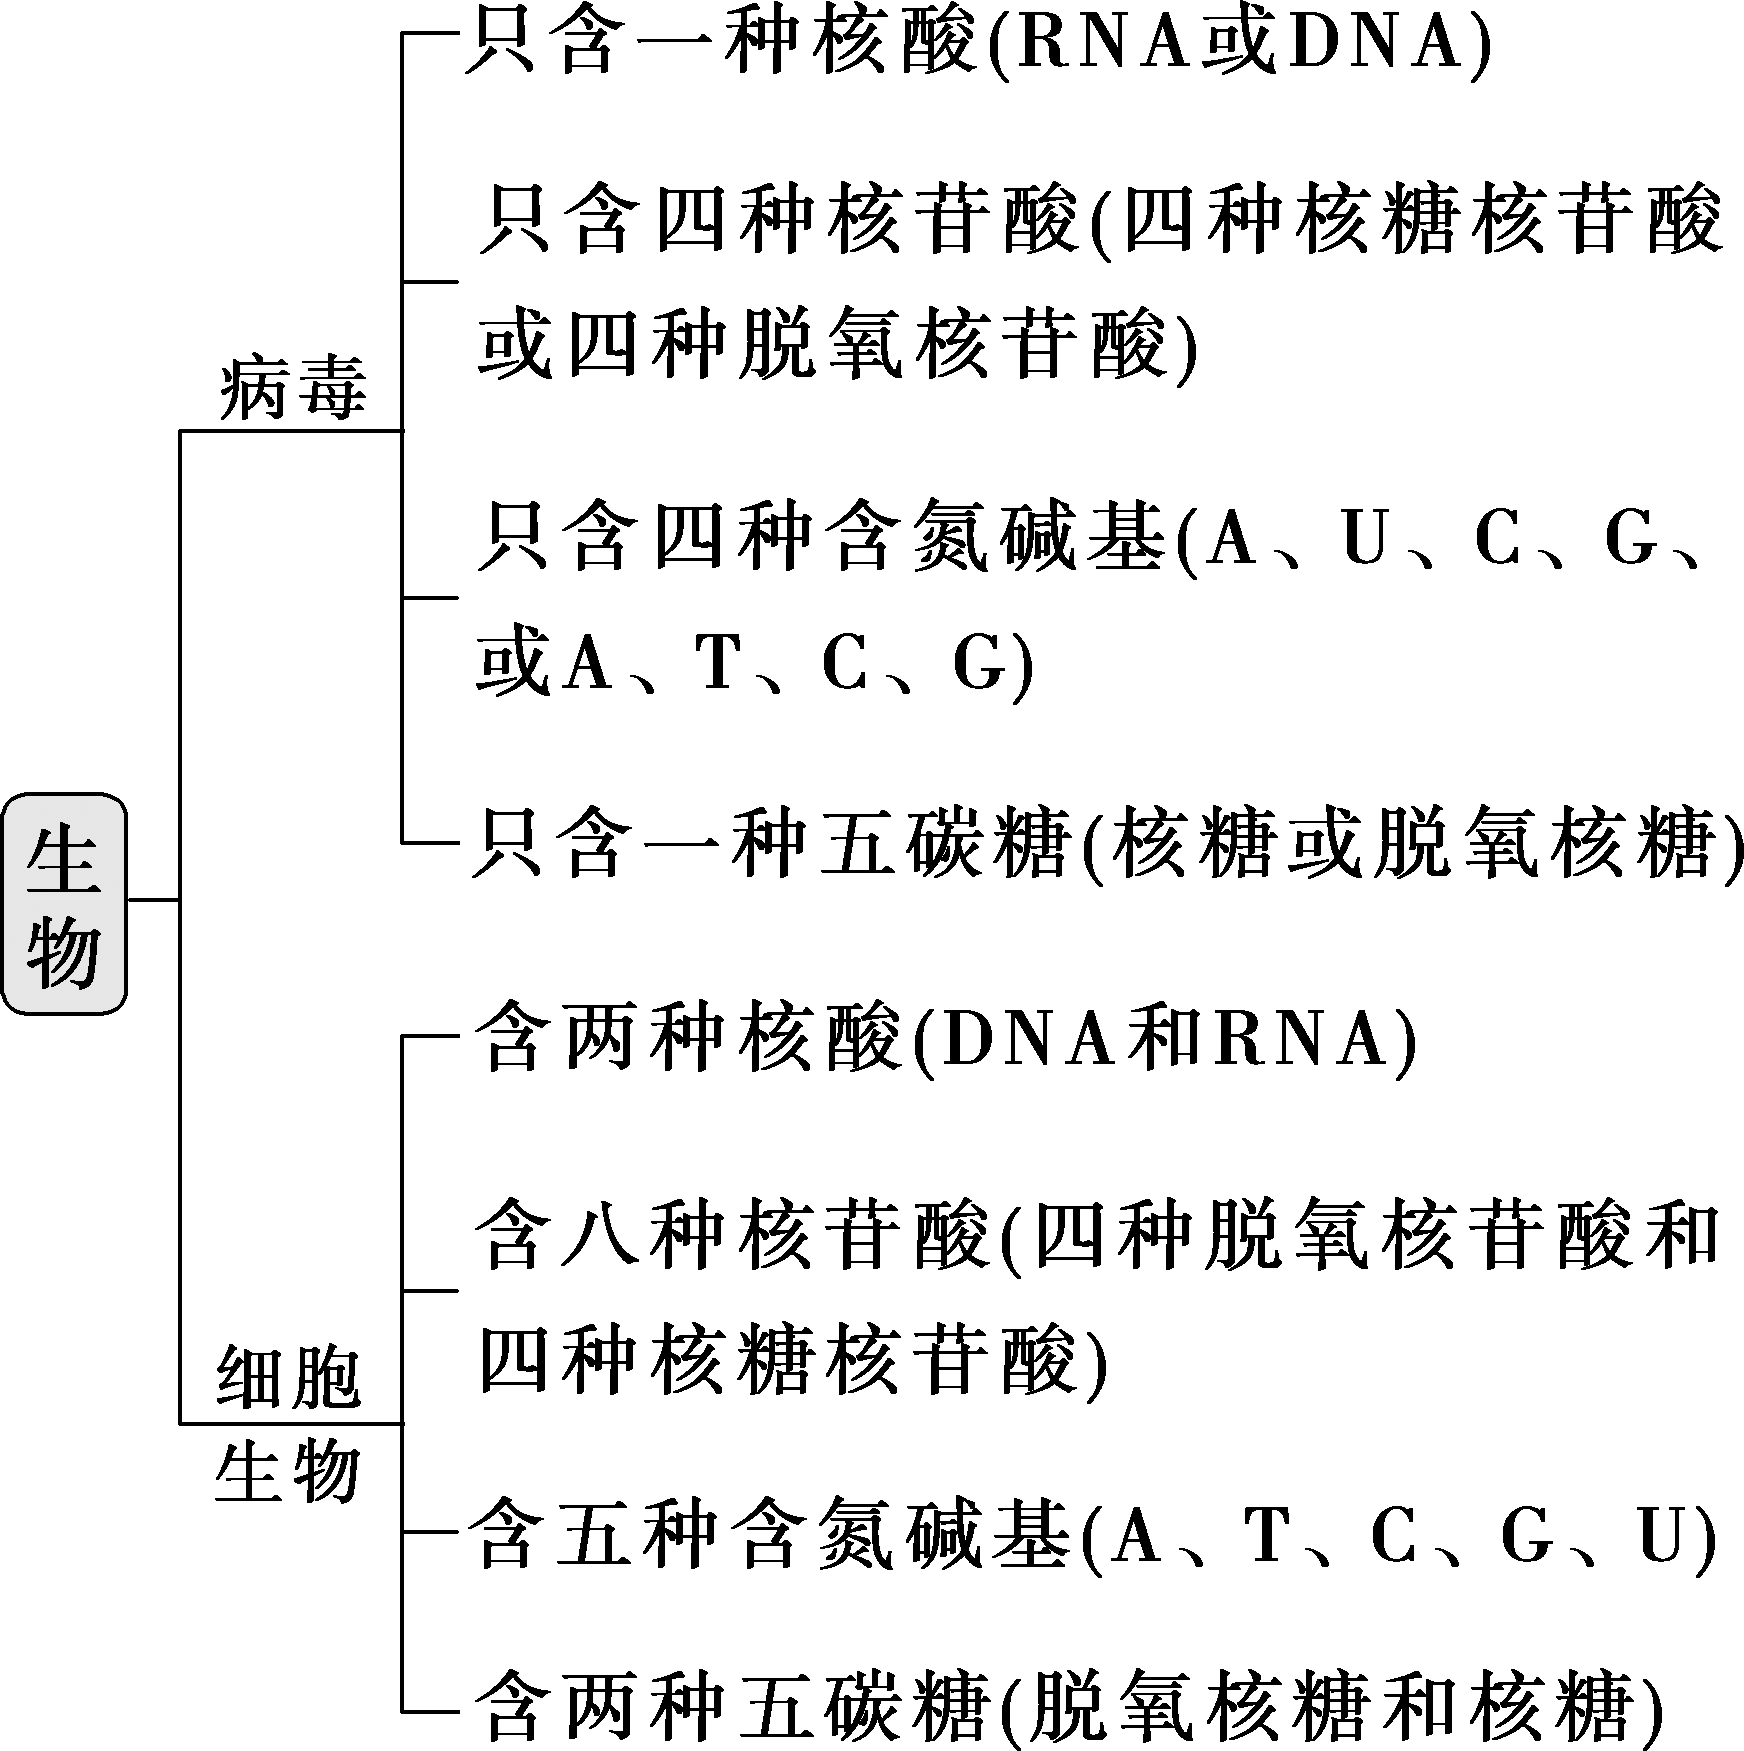 生
物
病毒
只含一种核酸(RNA或DNA)
只含四种核苷酸(四种核糖核苷酸
或四种脱氧核苷酸)
只含四种含氮碱基(A、U、C、G、
或A、T、C、G)
只含一种五碳糖(核糖或脱氧核糖)
细胞
生物
含两种核酸(DNA和RNA)
含八种核苷酸(四种脱氧核苷酸和
四种核糖核苷酸)
含五种含氮碱基(A、T、C、G、U)
含两种五碳糖(脱氧核糖和核糖)